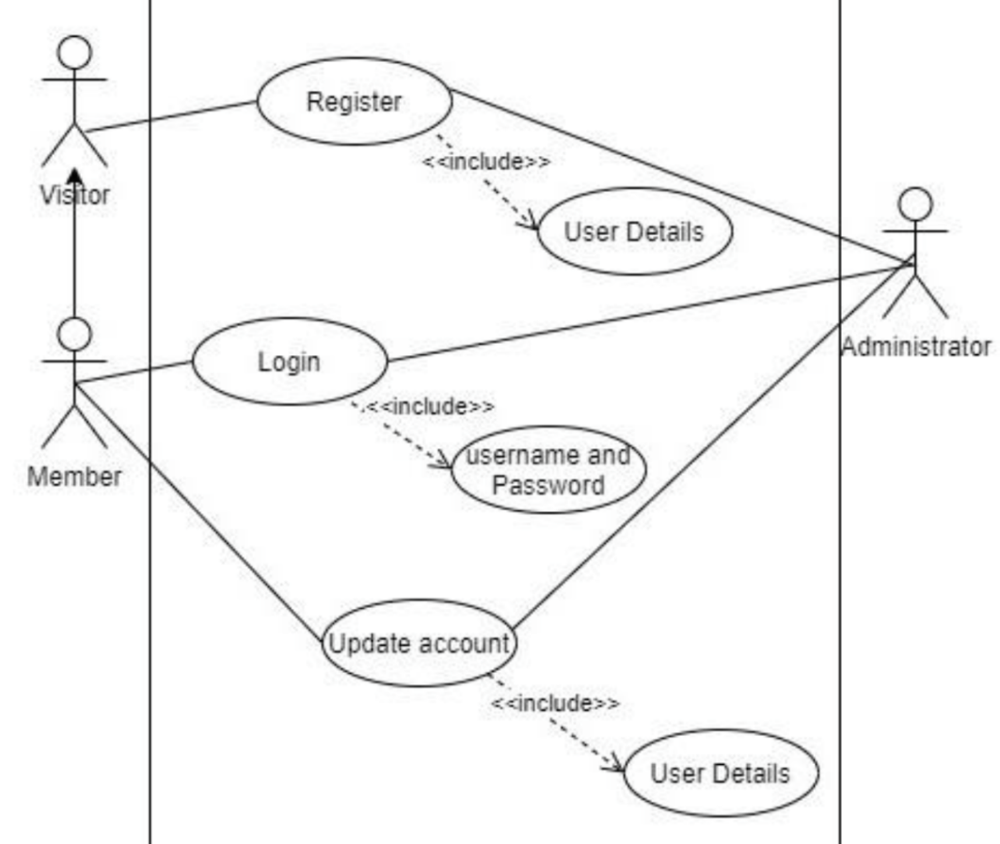 Register
<<include>>
Visitor
User Details
Administrator
Login
<<include>>
username and
Password
Member
Update account
<<include>>
User Details